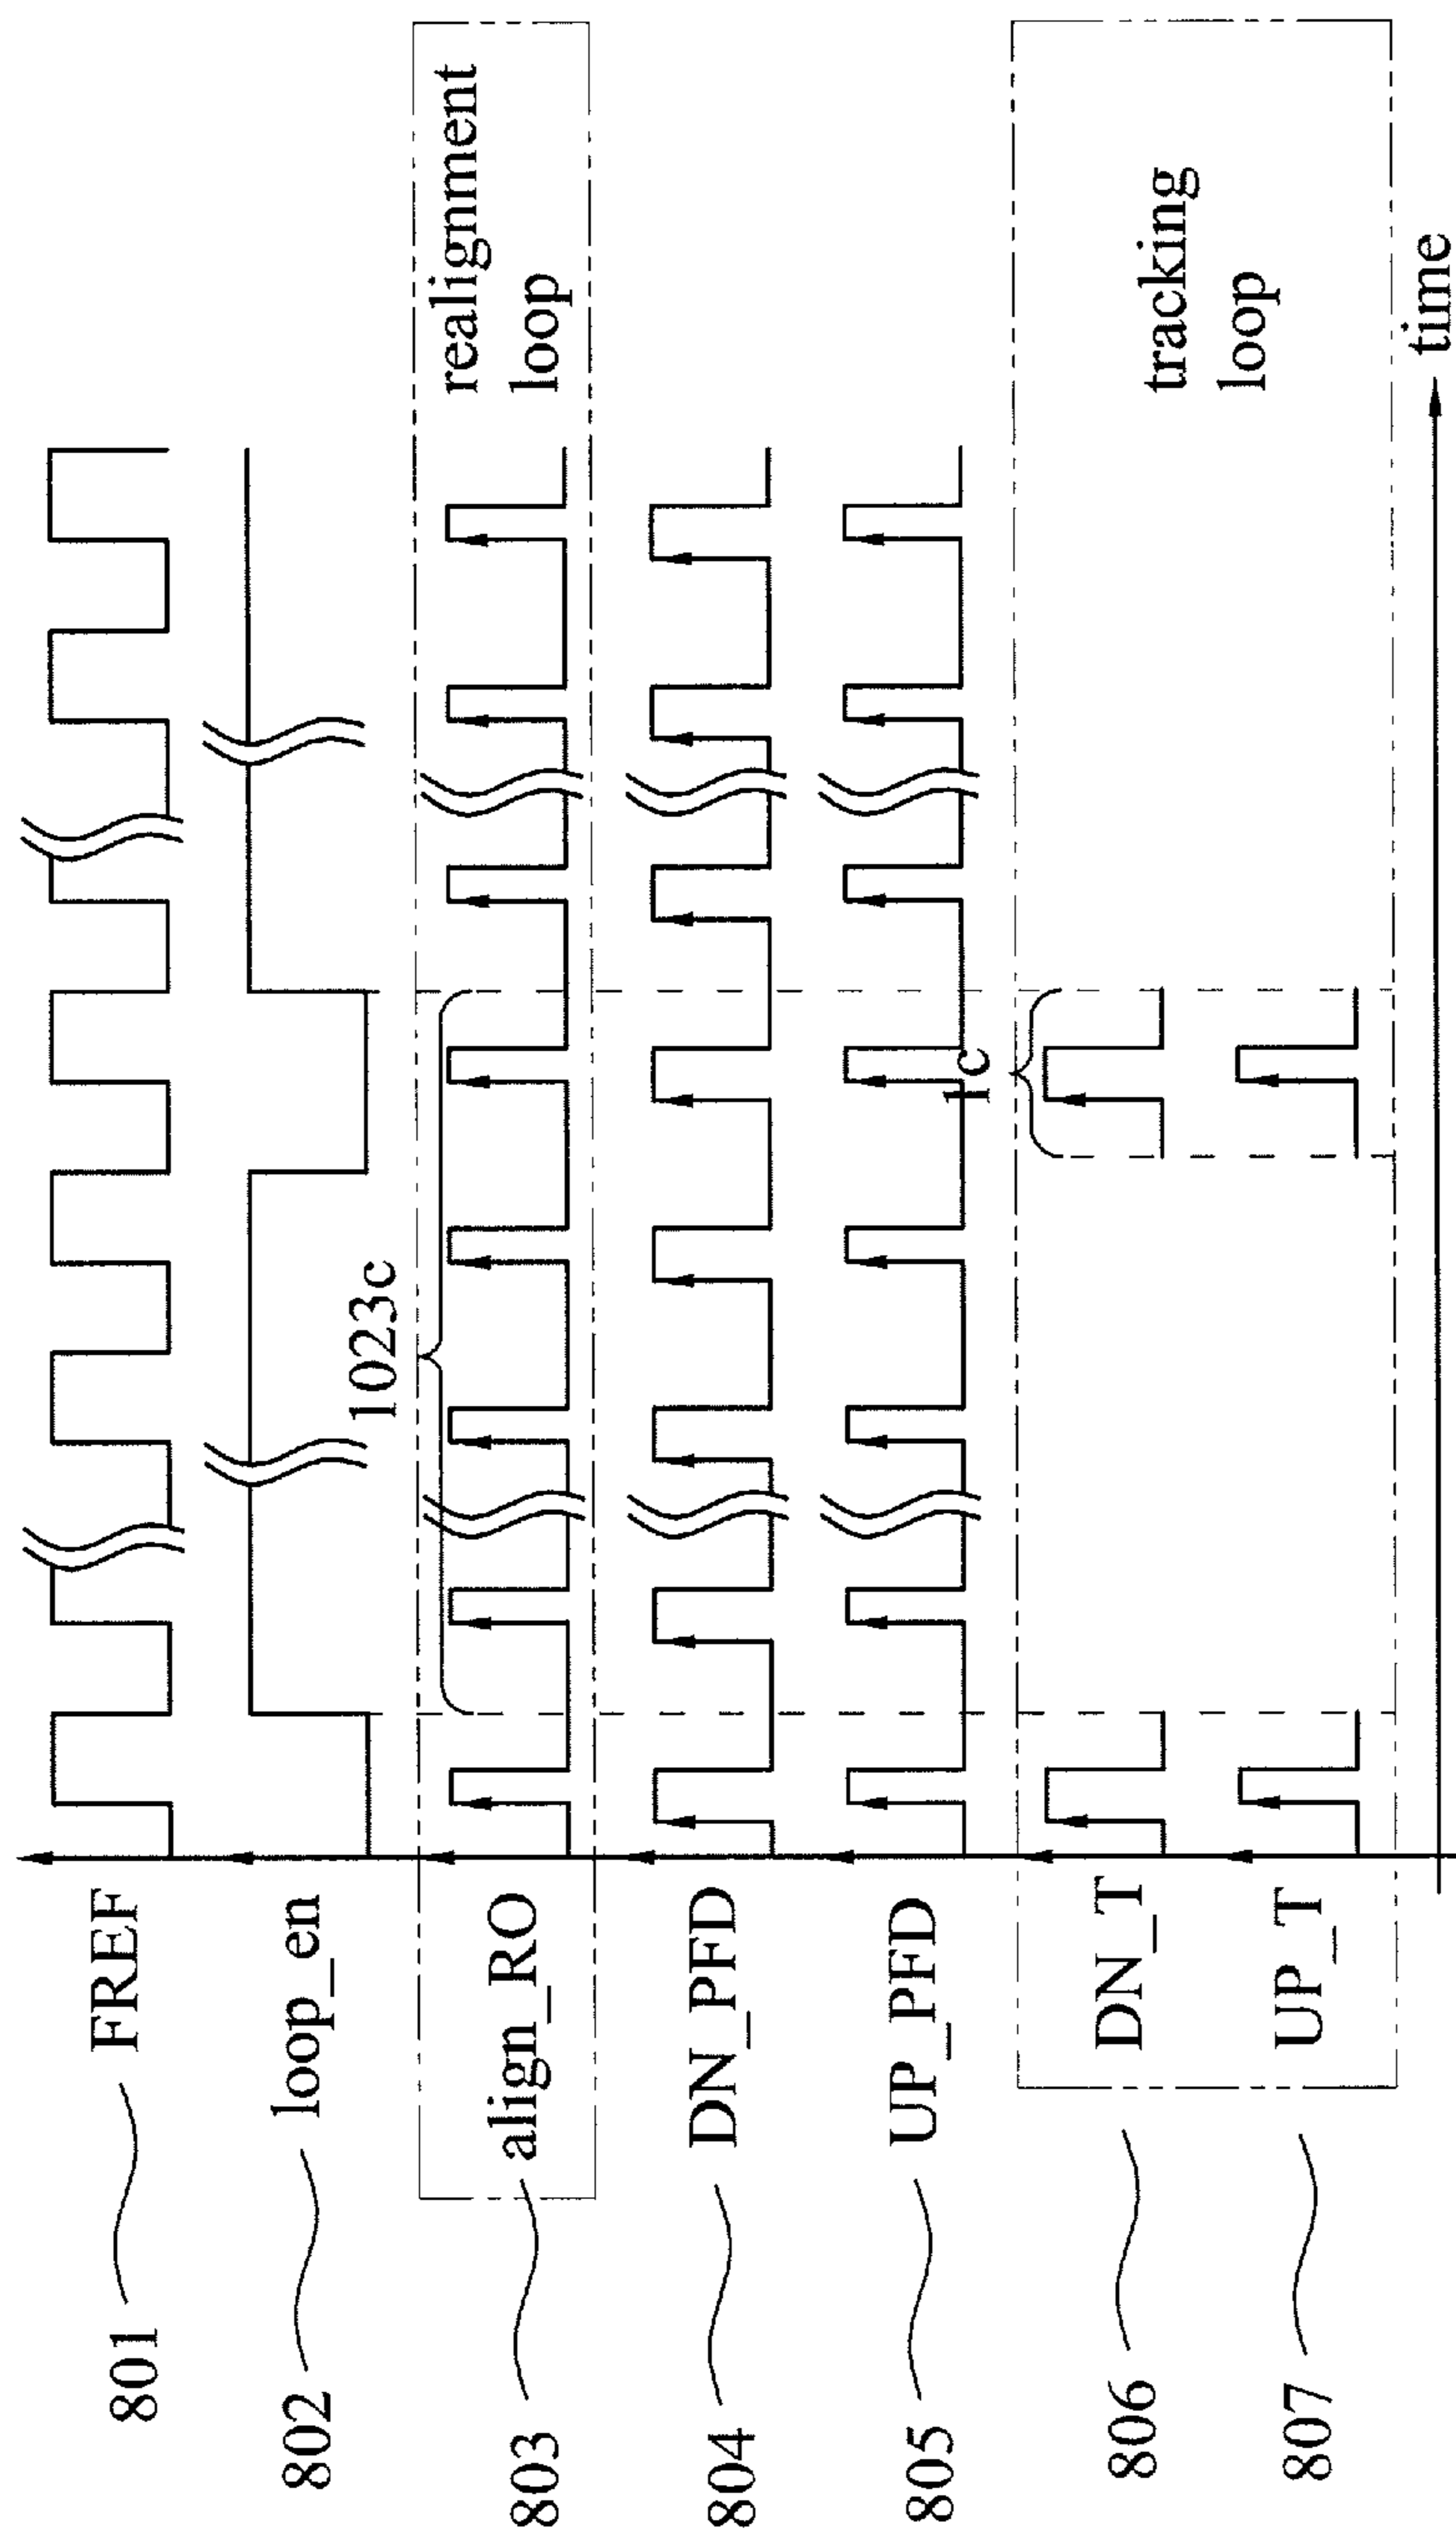 801 FREF
802 loop_en
1023c
803 align_RO
realignment
loop
804 DN_PFD
805 UP_PFD
1c
806 DN_T
807 UP_T
tracking
loop
time